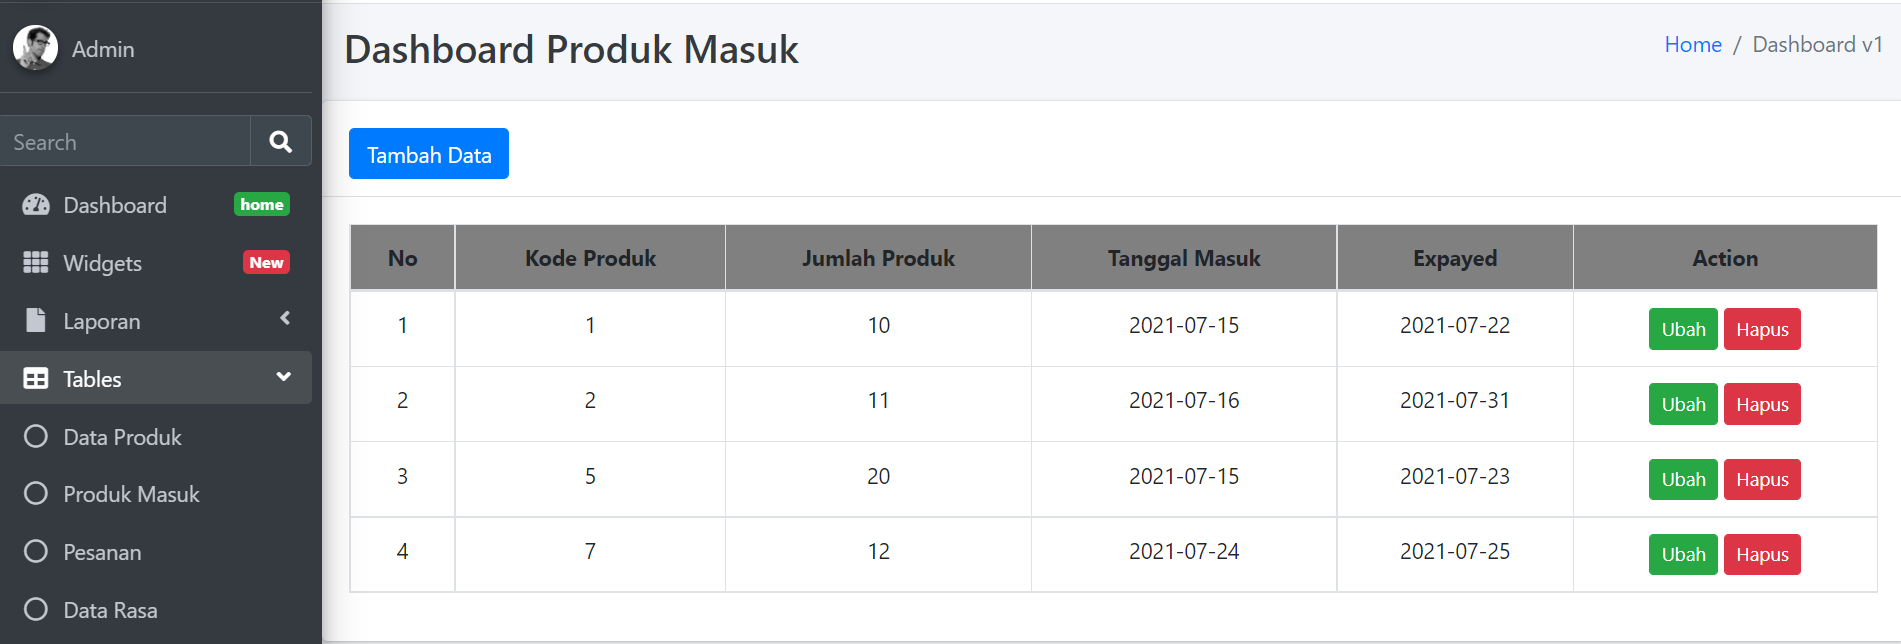 Admin
Search
Dashboard home
Widgets New
Laporan
Tables
Data Produk
Produk Masuk
Pesanan
Data Rasa
Dashboard Produk Masuk
Home / Dashboard v1
Tambah Data
No Kode Produk Jumlah Produk Tanggal Masuk Expayed Action
1 1 10 2021-07-15 2021-07-22 Ubah Hapus
2 2 11 2021-07-16 2021-07-31 Ubah Hapus
3 5 20 2021-07-15 2021-07-23 Ubah Hapus
4 7 12 2021-07-24 2021-07-25 Ubah Hapus